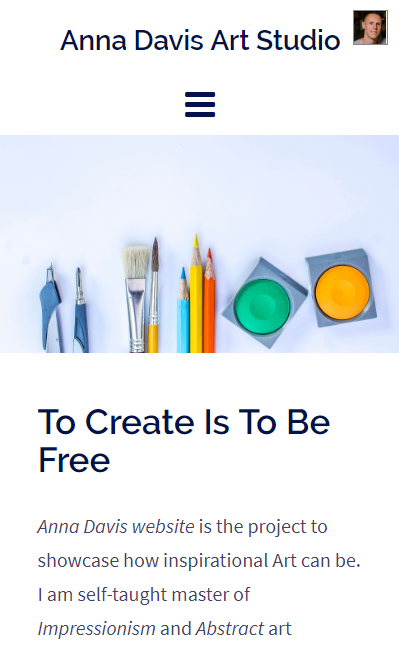 Anna Davis Art Studio
To Create Is To Be
Free
Anna Davis website is the project to
showcase how inspirational Art can be.
I am self-taught master of
Impressionism and Abstract art